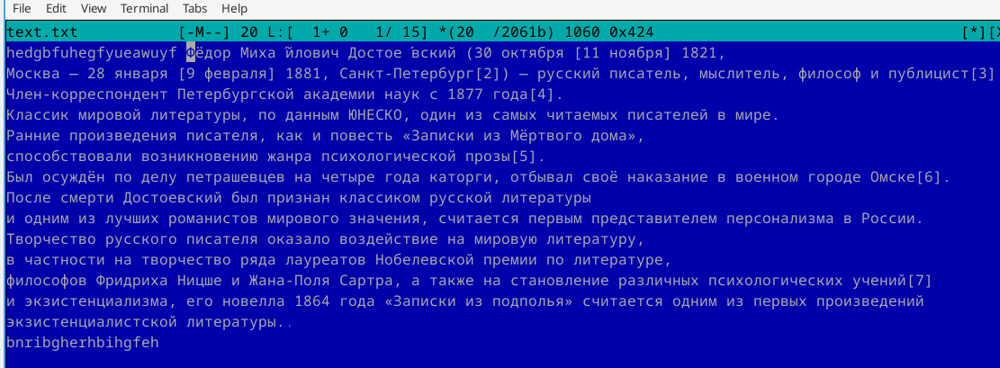 File Edit View Terminal Tabs Help
text.txt [-M--] 20 L:[ 1+ 0 1/ 15] *(20 /2061b) 1060 0x424 [*][X
hedgbfuhegfyueawuyf Фёдор Миха́йлович Достое́вский (30 октября [11 ноября] 1821,
Москва — 28 января [9 февраля] 1881, Санкт-Петербург[2]) — русский писатель, мыслитель, философ и публицист[3]
Член-корреспондент Петербургской академии наук с 1877 года[4].
Классик мировой литературы, по данным ЮНЕСКО, один из самых читаемых писателей в мире.
Ранние произведения писателя, как и повесть «Записки из Мёртвого дома»,
способствовали возникновению жанра психологической прозы[5].
Был осуждён по делу петрашевцев на четыре года каторги, отбывал своё наказание в военном городе Омске[6].
После смерти Достоевский был признан классиком русской литературы
и одним из лучших романистов мирового значения, считается первым представителем персонализма в России.
Творчество русского писателя оказало воздействие на мировую литературу,
в частности на творчество ряда лауреатов Нобелевской премии по литературе,
философов Фридриха Ницше и Жана-Поля Сартра, а также на становление различных психологических учений[7]
и экзистенциализма, его новелла 1864 года «Записки из подполья» считается одним из первых произведений
экзистенциалистской литературы..
bnribgherhbihgfeh